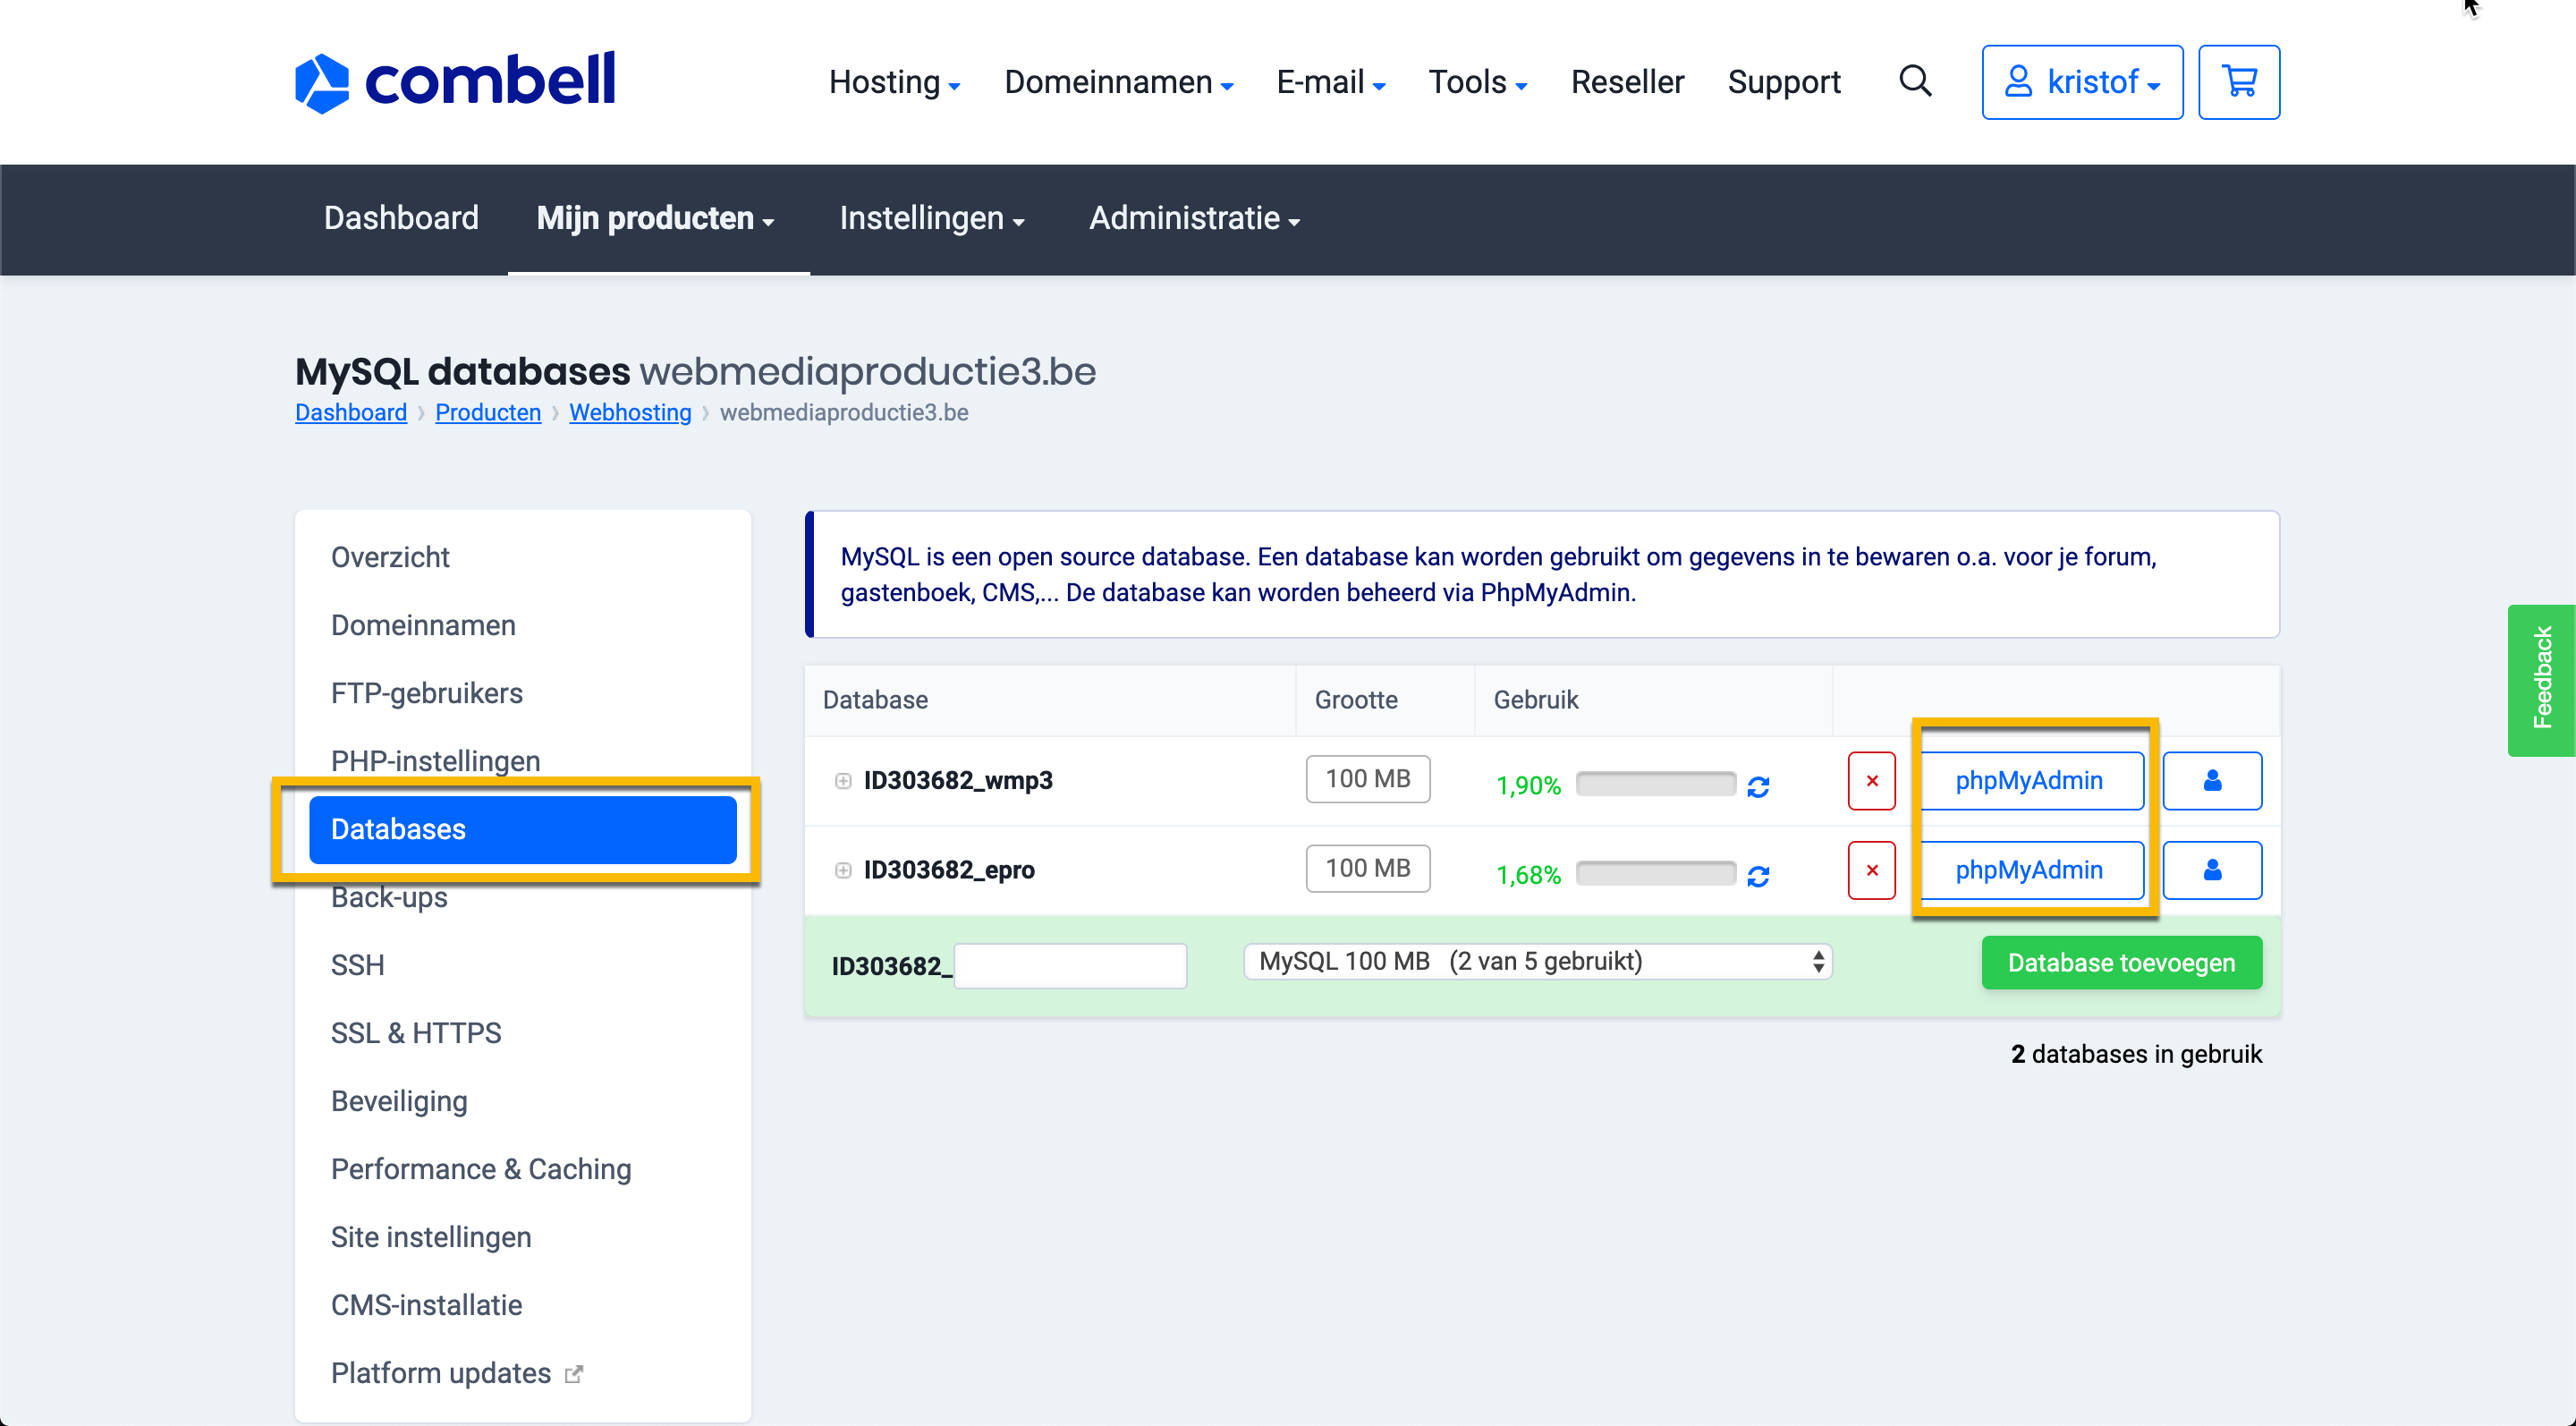 combell
Hosting Domeinnamen E-mail Tools Reseller Support kristof
Dashboard Mijn producten Instellingen Administratie
MySQL databases webmediaproductie3.be
Dashboard › Producten › Webhosting › webmediaproductie3.be
Overzicht
Domeinnamen
FTP-gebruikers
PHP-instellingen
Databases
Back-ups
SSH
SSL & HTTPS
Beveiliging
Performance & Caching
Site instellingen
CMS-installatie
Platform updates
MySQL is een open source database. Een database kan worden gebruikt om gegevens in te bewaren o.a. voor je forum,
gastenboek, CMS,... De database kan worden beheerd via PhpMyAdmin.
Database Grootte Gebruik
ID303682_wmp3 100 MB 1,90% × phpMyAdmin
ID303682_epro 100 MB 1,68% × phpMyAdmin
ID303682_ MySQL 100 MB (2 van 5 gebruikt) Database toevoegen
2 databases in gebruik
Feedback